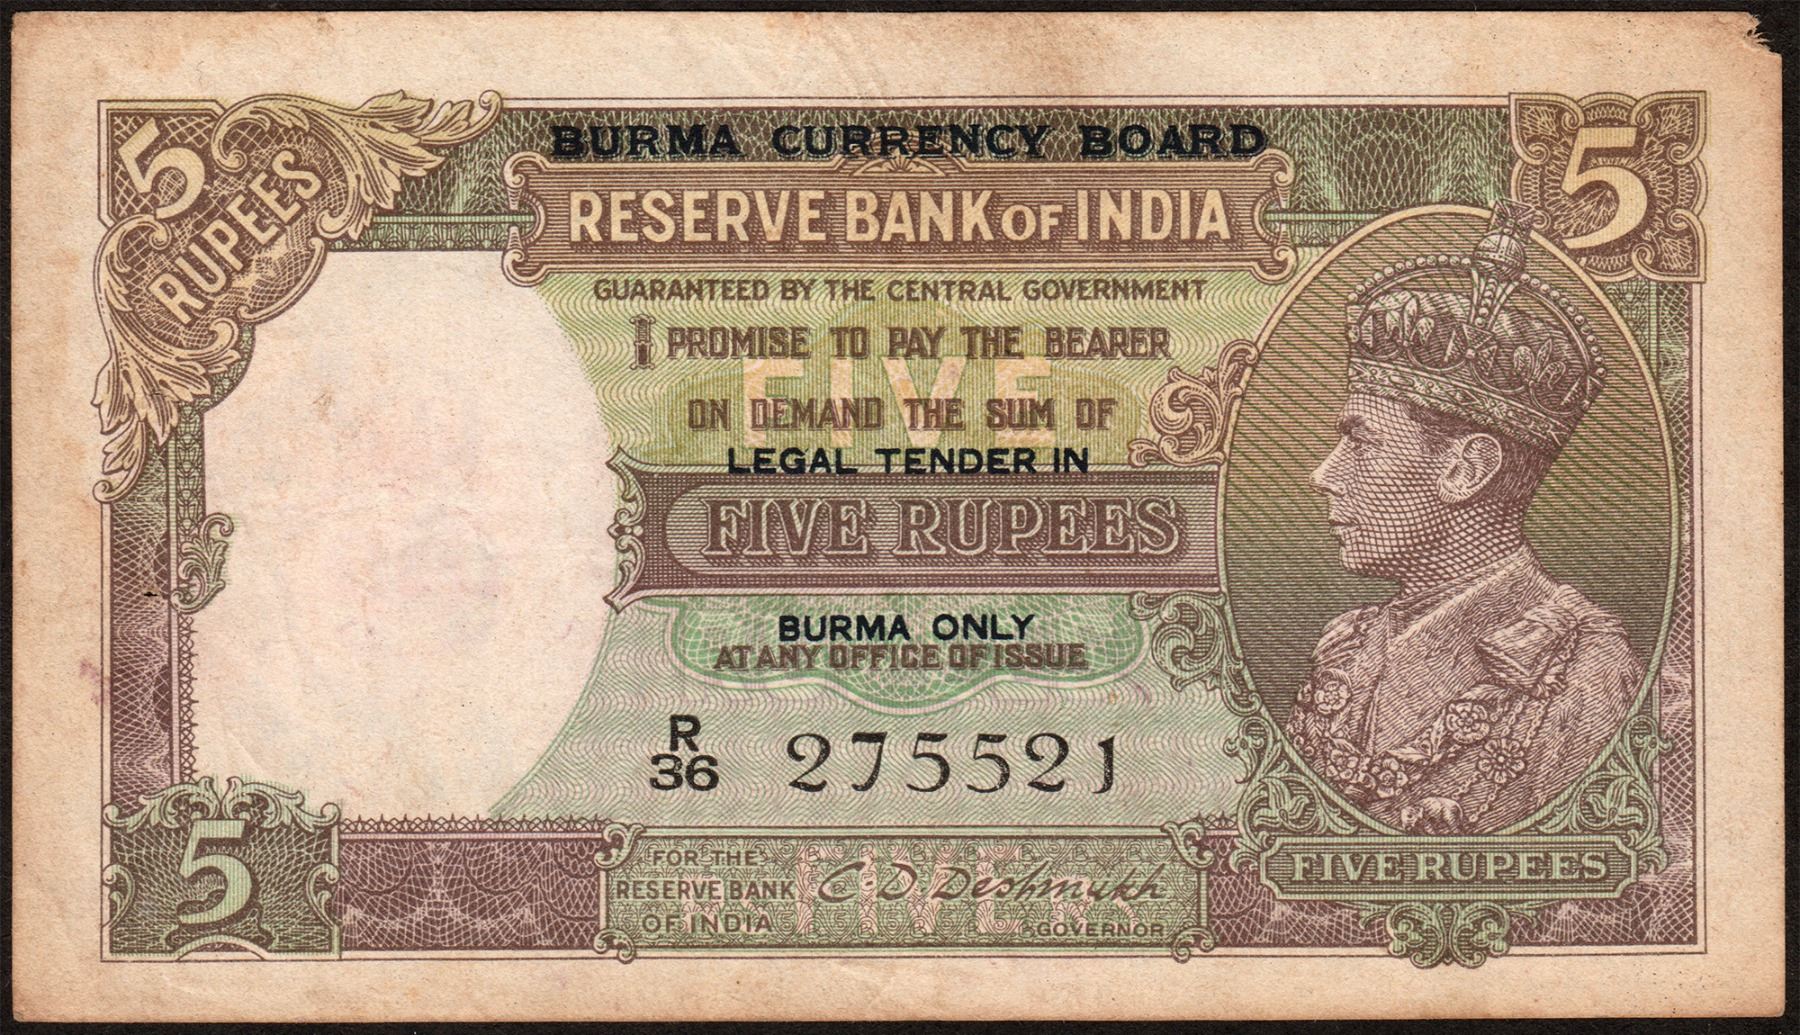 BURMA CURRENCY BOARD
5 RUPEES
5
RESERVE BANK OF INDIA
GUARANTEED BY THE CENTRAL GOVERNMENT
I PROMISE TO PAY THE BEARER
FIVE
ON DEMAND THE SUM OF
LEGAL TENDER IN
FIVE RUPEES
BURMA ONLY
AT ANY OFFICE OF ISSUE
R
36 275521
5
FOR THE
RESERVE BANK
OF INDIA
C. D. Deshmukh
GOVERNOR
FIVE RUPEES